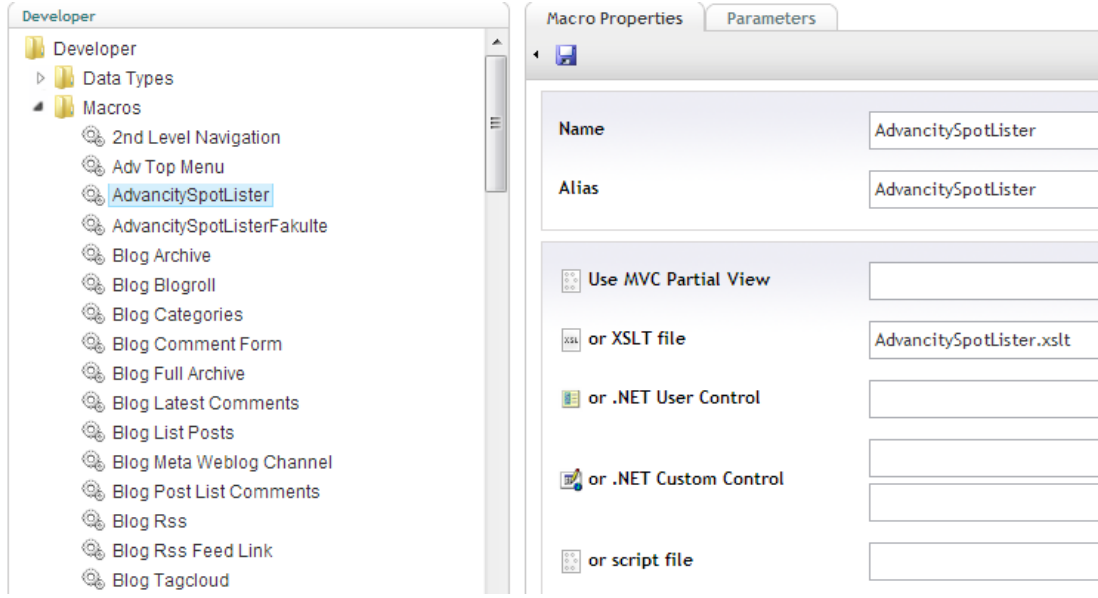 Developer
Developer
Data Types
Macros
2nd Level Navigation
Adv Top Menu
AdvancitySpotLister
AdvancitySpotListerFakulte
Blog Archive
Blog Blogroll
Blog Categories
Blog Comment Form
Blog Full Archive
Blog Latest Comments
Blog List Posts
Blog Meta Weblog Channel
Blog Post List Comments
Blog Rss
Blog Rss Feed Link
Blog Tagcloud
Macro Properties
Parameters
Name
AdvancitySpotLister
Alias
AdvancitySpotLister
Use MVC Partial View
XSL
or XSLT file
AdvancitySpotLister.xslt
or .NET User Control
or .NET Custom Control
or script file